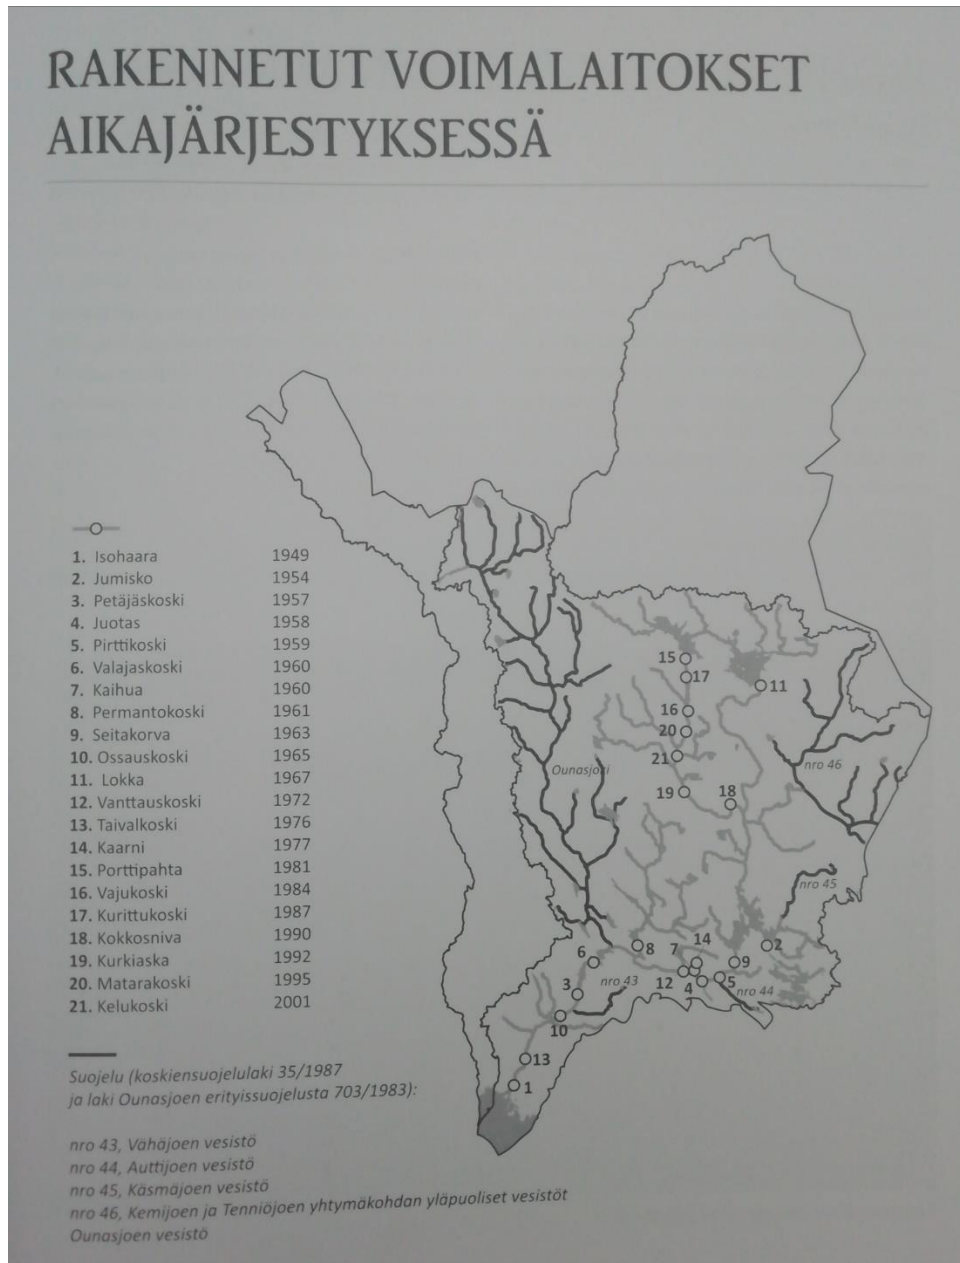 RAKENNETUT VOIMALAITOKSET
AIKAJÄRJESTYKSESSÄ
1. Isohaara 1949
2. Jumisko 1954
3. Petäjäskoski 1957
4. Juotas 1958
5. Pirttikoski 1959
6. Valajaskoski 1960
7. Kaihua 1960
8. Permantokoski 1961
9. Seitakorva 1963
10. Ossauskoski 1965
11. Lokka 1967
12. Vanttauskoski 1972
13. Taivalkoski 1976
14. Kaarni 1977
15. Porttipahta 1981
16. Vajukoski 1984
17. Kurittukoski 1987
18. Kokkosniva 1990
19. Kurkiaska 1992
20. Matarakoski 1995
21. Kelukoski 2001
Suojelu (koskiensuojelulaki 35/1987
ja laki Ounasjoen erityissuojelusta 703/1983):
nro 43, Vähäjoen vesistö
nro 44, Auttijoen vesistö
nro 45, Käsmäjoen vesistö
nro 46, Kemijoen ja Tenniöjoen yhtymäkohdan yläpuoliset vesistöt
Ounasjoen vesistö
15
17
11
16
20
21
Ounasjoki
nro 46
19
18
nro 45
6
8
7
14
9
2
3
nro 43
12
4
5
nro 44
10
13
1